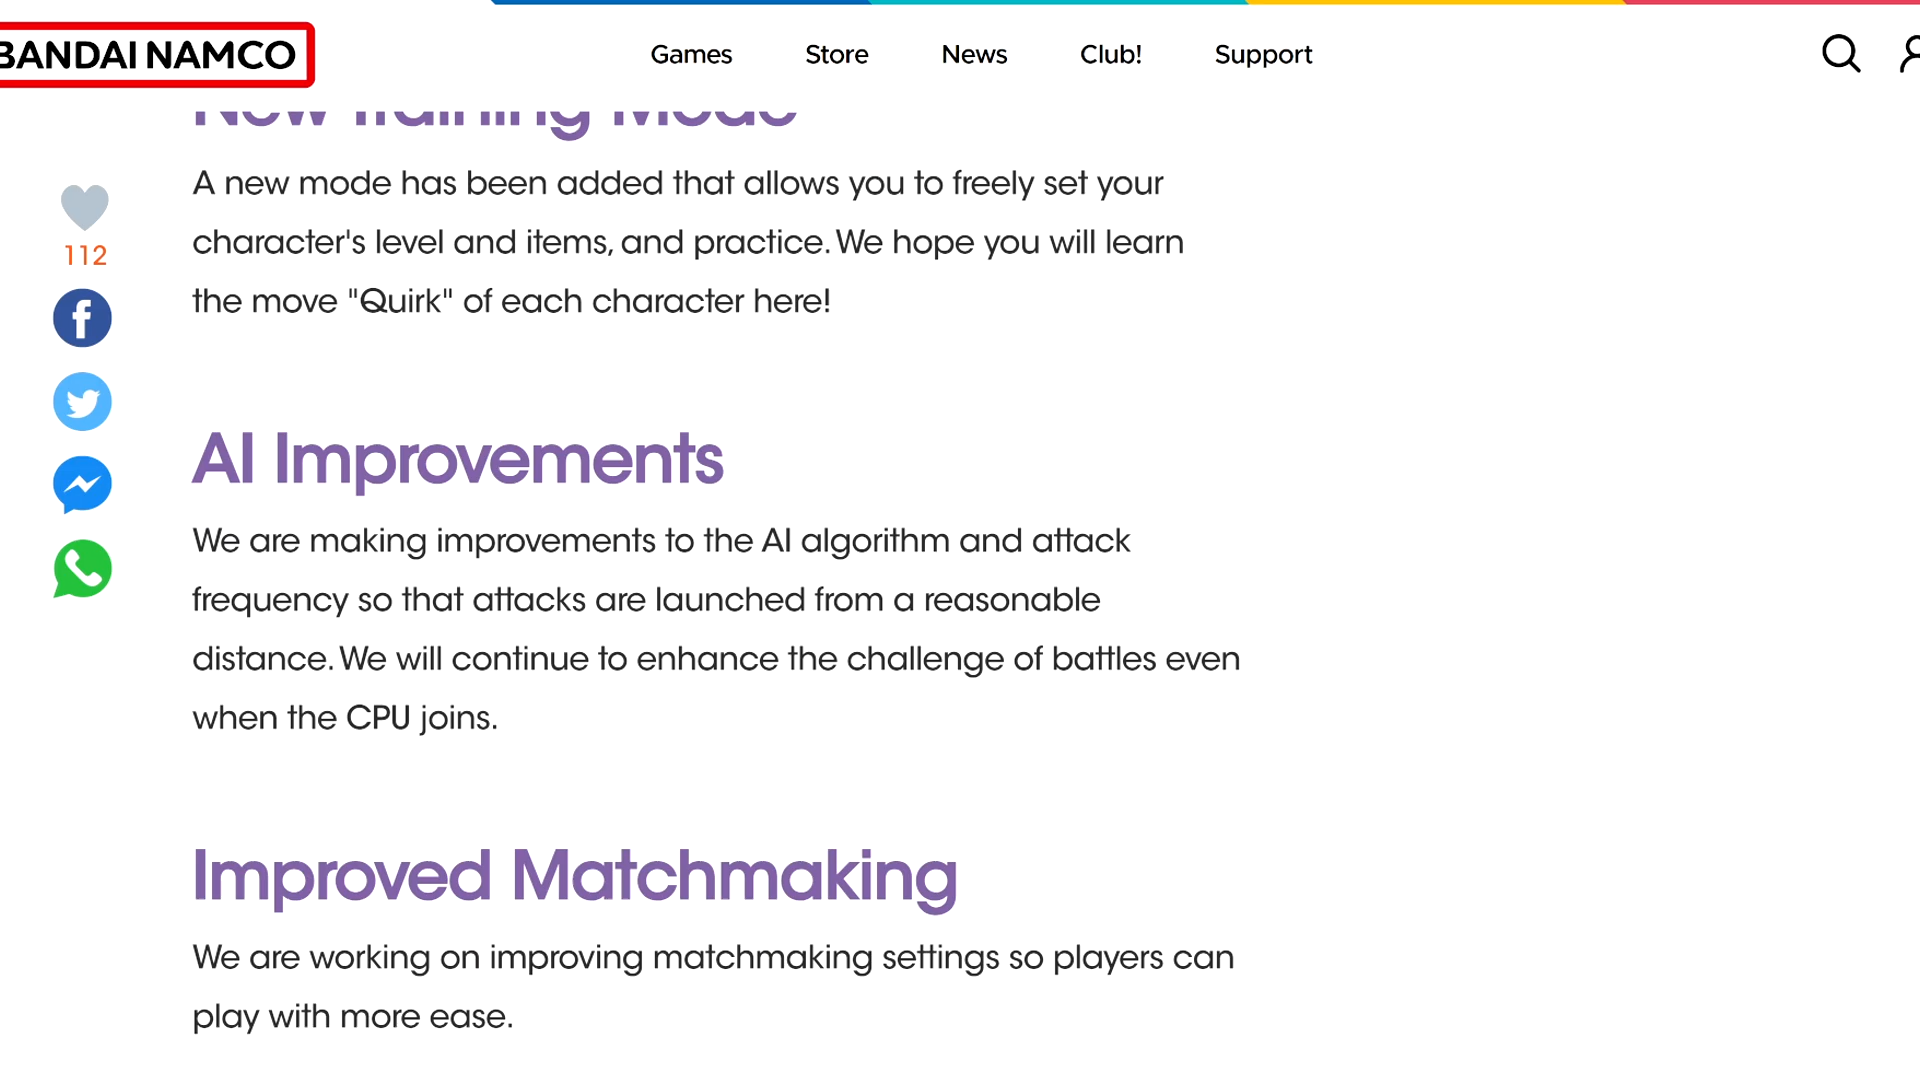 BANDAI NAMCO
Games Store News Club! Support
New Training Mode
A new mode has been added that allows you to freely set your
character's level and items, and practice. We hope you will learn
the move "Quirk" of each character here!
112
AI Improvements
We are making improvements to the AI algorithm and attack
frequency so that attacks are launched from a reasonable
distance. We will continue to enhance the challenge of battles even
when the CPU joins.
Improved Matchmaking
We are working on improving matchmaking settings so players can
play with more ease.